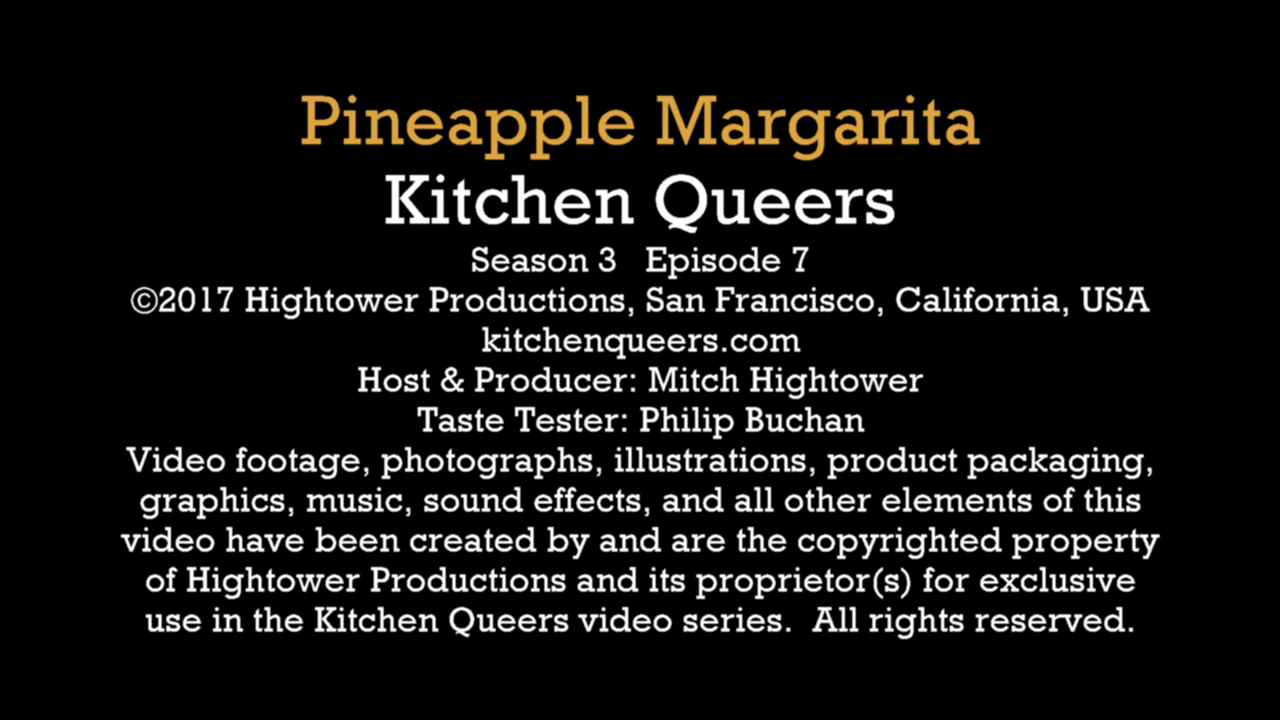 Pineapple Margarita
Kitchen Queers
Season 3   Episode 7
©2017 Hightower Productions, San Francisco, California, USA
kitchenqueers.com
Host & Producer: Mitch Hightower
Taste Tester: Philip Buchan
Video footage, photographs, illustrations, product packaging,
graphics, music, sound effects, and all other elements of this
video have been created by and are the copyrighted property
of Hightower Productions and its proprietor(s) for exclusive
use in the Kitchen Queers video series.  All rights reserved.